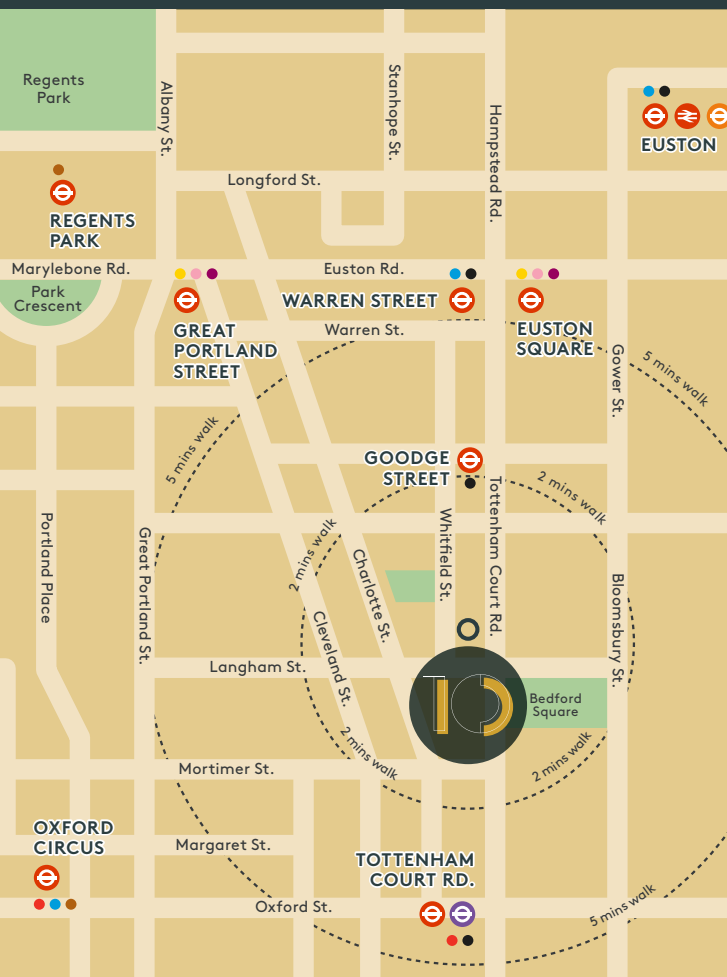 Regents
Park
Albany St.
Stanhope St.
Hampstead Rd.
EUSTON
Longford St.
REGENTS
PARK
Marylebone Rd.
Euston Rd.
Park
Crescent
WARREN STREET
GREAT
PORTLAND
STREET
Warren St.
EUSTON
SQUARE
Gower St.
5 mins walk
5 mins walk
GOODGE
STREET
2 mins walk
Tottenham Court Rd.
Whitfield St.
Portland Place
Great Portland St.
2 mins walk
Charlotte St.
Cleveland St.
Bloomsbury St.
Langham St.
Bedford
Square
2 mins walk
2 mins walk
Mortimer St.
OXFORD
CIRCUS
Margaret St.
TOTTENHAM
COURT RD.
Oxford St.
5 mins walk